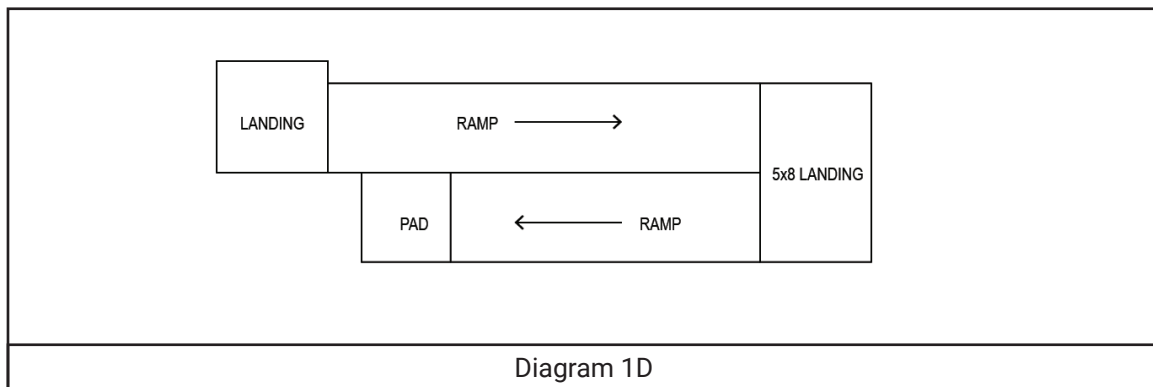 LANDING
RAMP
5x8 LANDING
PAD
RAMP
Diagram 1D